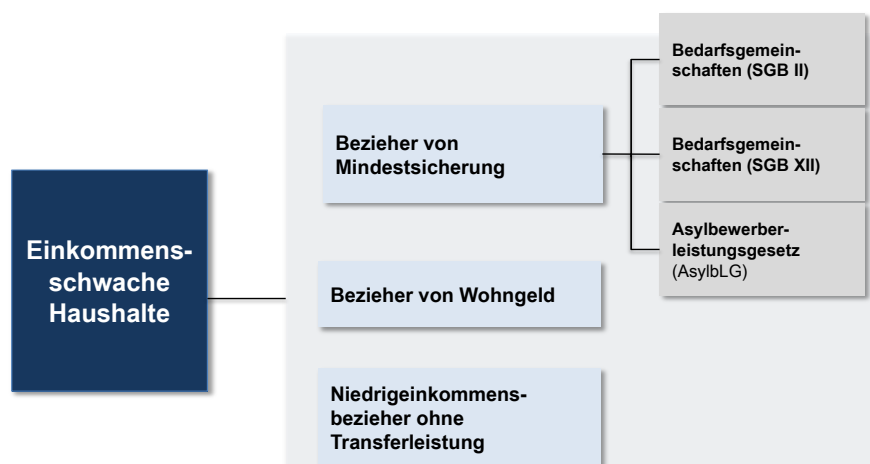 Einkommens-
schwache
Haushalte
Bezieher von
Mindestsicherung
Bezieher von Wohngeld
Niedrigeinkommens-
bezieher ohne
Transferleistung
Bedarfsgemein-
schaften (SGB II)
Bedarfsgemein-
schaften (SGB XII)
Asylbewerber-
leistungsgesetz
(AsylbLG)